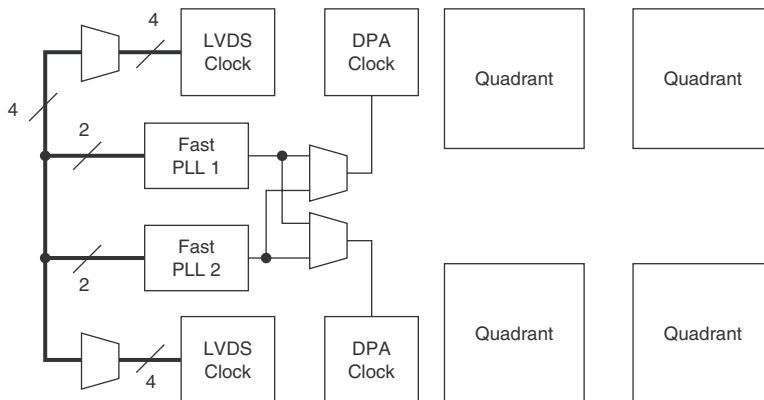 4
4
LVDS
Clock
DPA
Clock
Quadrant
Quadrant
2
Fast
PLL 1
2
Fast
PLL 2
4
LVDS
Clock
DPA
Clock
Quadrant
Quadrant